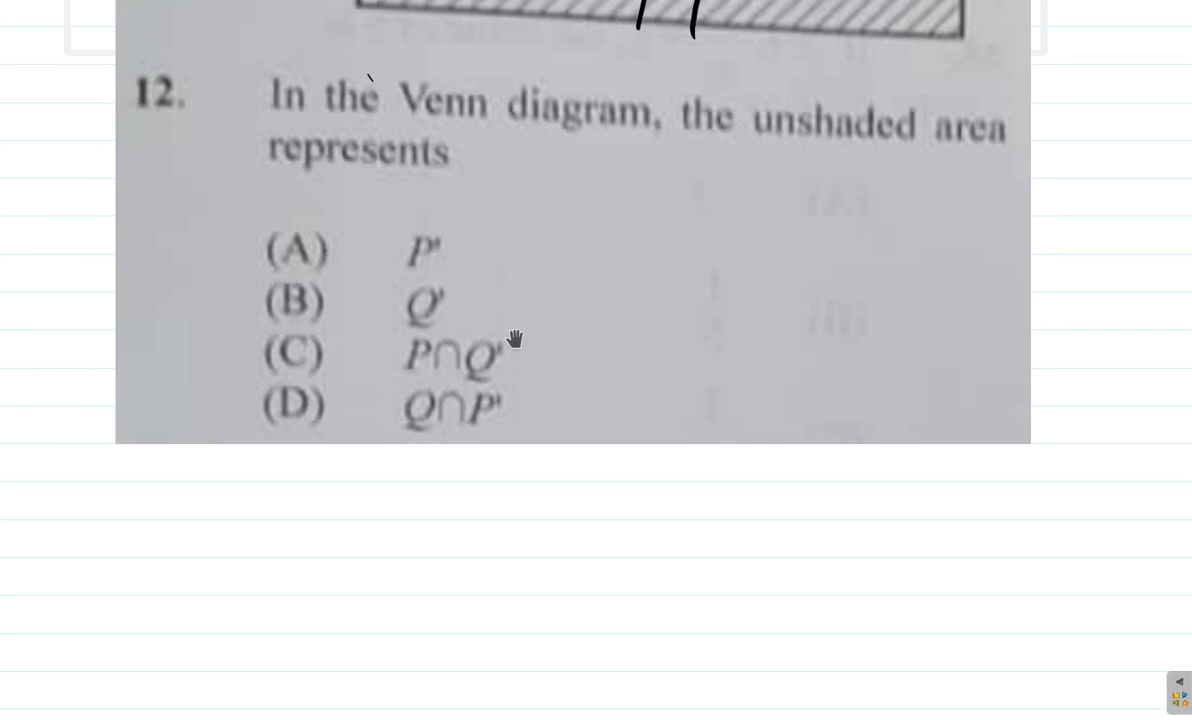 12. In the Venn diagram, the unshaded area
represents
(A) P'
(B) Q'
(C) P∩Q'
(D) Q∩P'